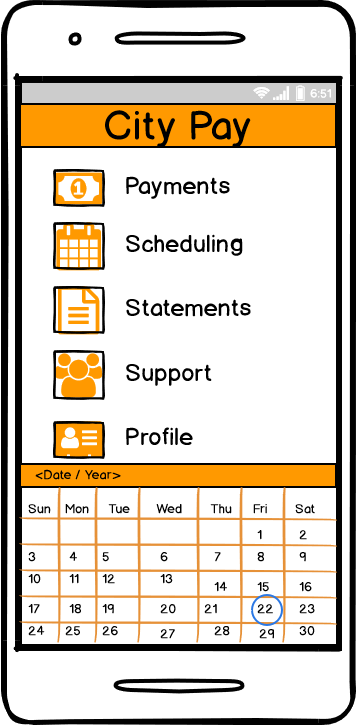 6:51
City Pay
1
Payments
Scheduling
Statements
Support
Profile
<Date / Year>
Sun Mon Tue Wed Thu Fri Sat
1 2
3 4 5 6 7 8 9
10 11 12 13 14 15 16
17 18 19 20 21 22 23
24 25 26 27 28 29 30